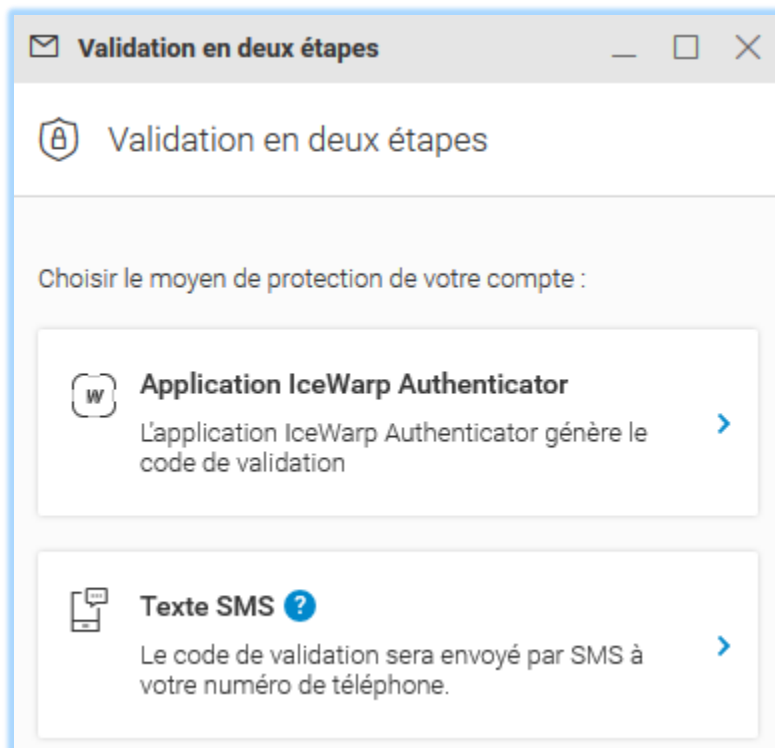 Validation en deux étapes
Validation en deux étapes
Choisir le moyen de protection de votre compte :
W
Application IceWarp Authenticator
L'application IceWarp Authenticator génère le
code de validation
Texte SMS ?
Le code de validation sera envoyé par SMS à
votre numéro de téléphone.